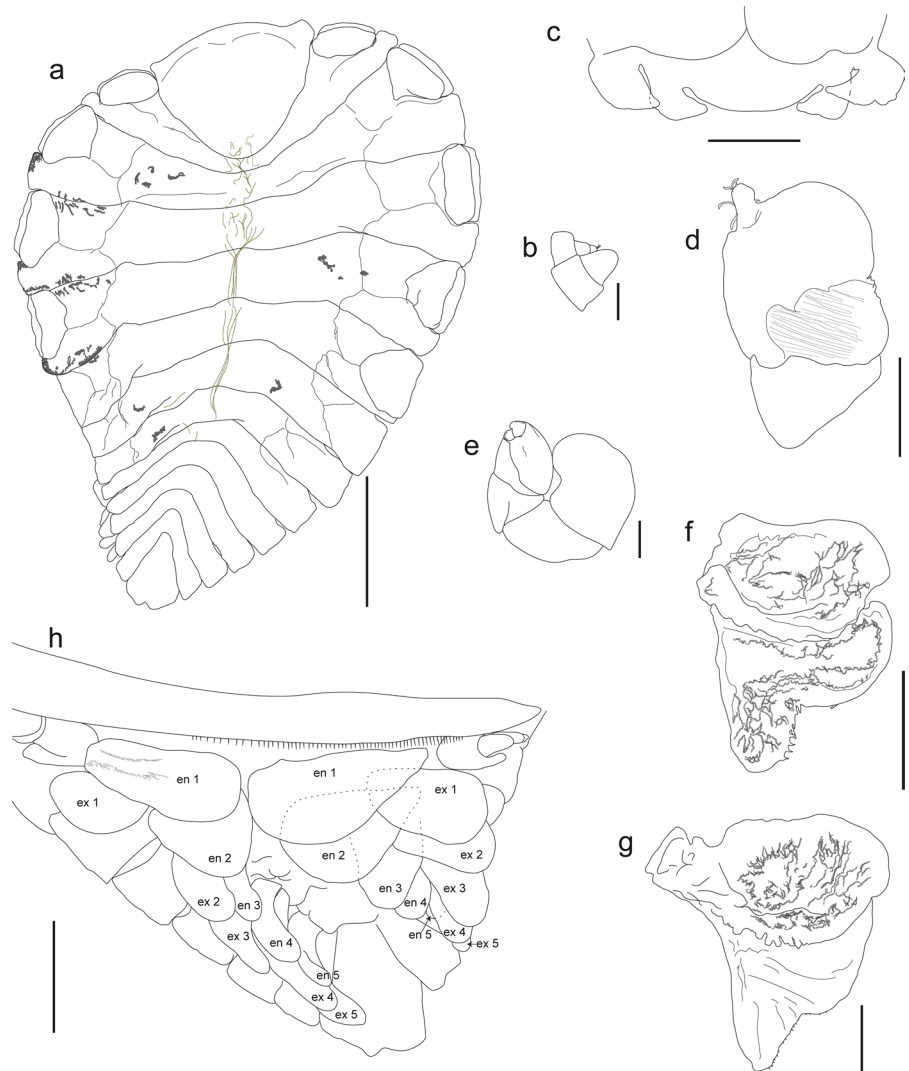 a
c
b
d
e
f
h
g
en 1
en 1
ex 1
ex 1
en 2
en 2
ex 2
ex 2
en 3
en 3
ex 3
en 4
ex 3
en 4
en 5
ex 4
ex 5
en 5
ex 4
ex 5